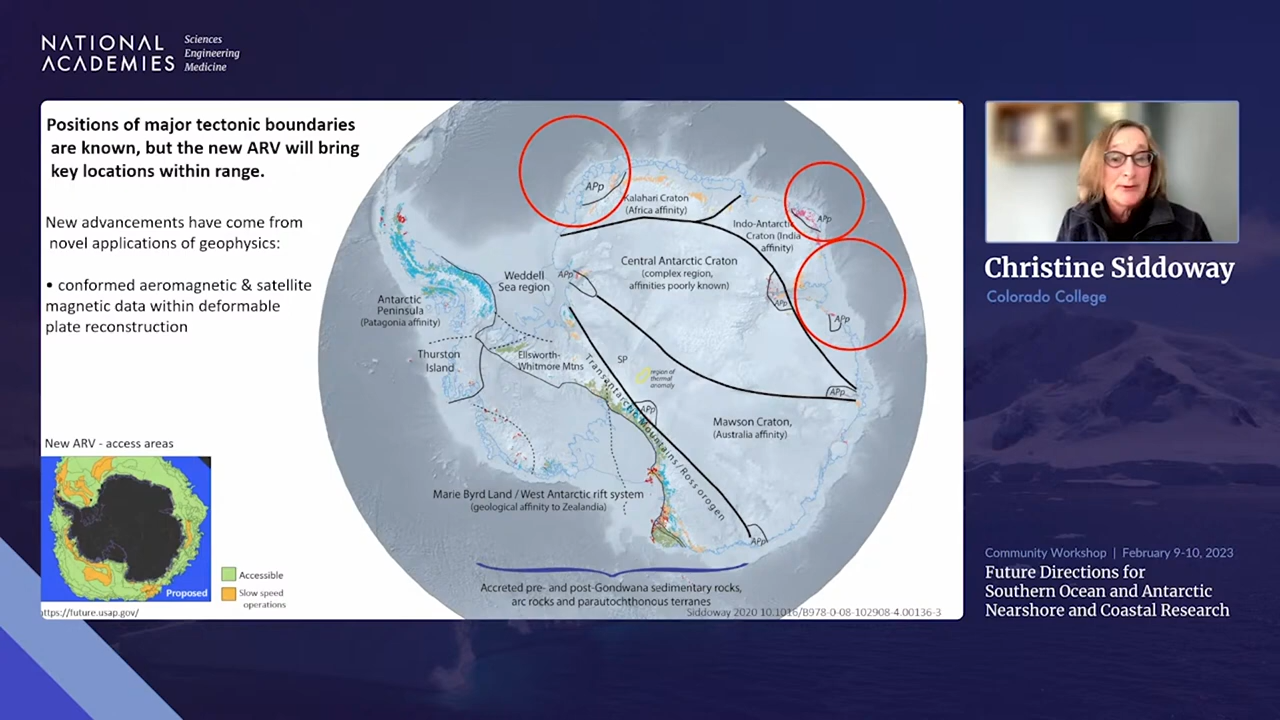 NATIONAL
ACADEMIES
Sciences
Engineering
Medicine
Positions of major tectonic boundaries
are known, but the new ARV will bring
key locations within range.
New advancements have come from
novel applications of geophysics:
• conformed aeromagnetic & satellite
magnetic data within deformable
plate reconstruction
New ARV - access areas
Proposed
https://future.usap.gov/
Accessible
Slow speed
operations
APp
Kalahari Craton
(Africa affinity)
APp
Indo-Antarctic
Craton (India
affinity)
Central Antarctic Craton
(complex region,
affinities poorly known)
Weddell
Sea region
APp
APp
APp
Antarctic
Peninsula
(Patagonia affinity)
Thurston
Island
Ellsworth-
Whitmore Mtns
SP
region of
thermal
anomaly
APp
APp
Transantarctic Mountains / Ross orogen
Mawson Craton,
(Australia affinity)
Marie Byrd Land / West Antarctic rift system
(geological affinity to Zealandia)
APp
Accreted pre- and post-Gondwana sedimentary rocks,
arc rocks and parautochthonous terranes
Siddoway 2020 10.1016/B978-0-08-102908-4.00136-3
Christine Siddoway
Colorado College
Community Workshop | February 9-10, 2023
Future Directions for
Southern Ocean and Antarctic
Nearshore and Coastal Research